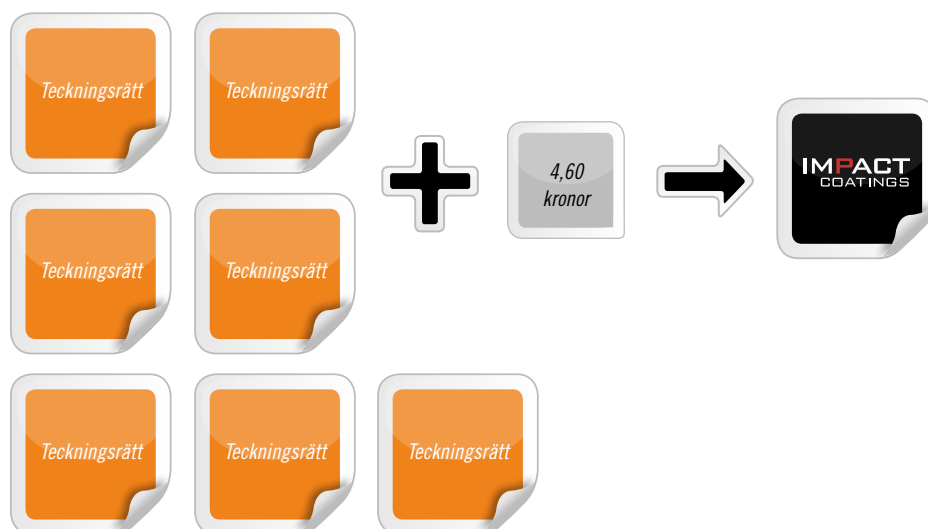 Teckningsrätt
Teckningsrätt
4,60
kronor
IMPACT
COATINGS
Teckningsrätt
Teckningsrätt
Teckningsrätt
Teckningsrätt
Teckningsrätt